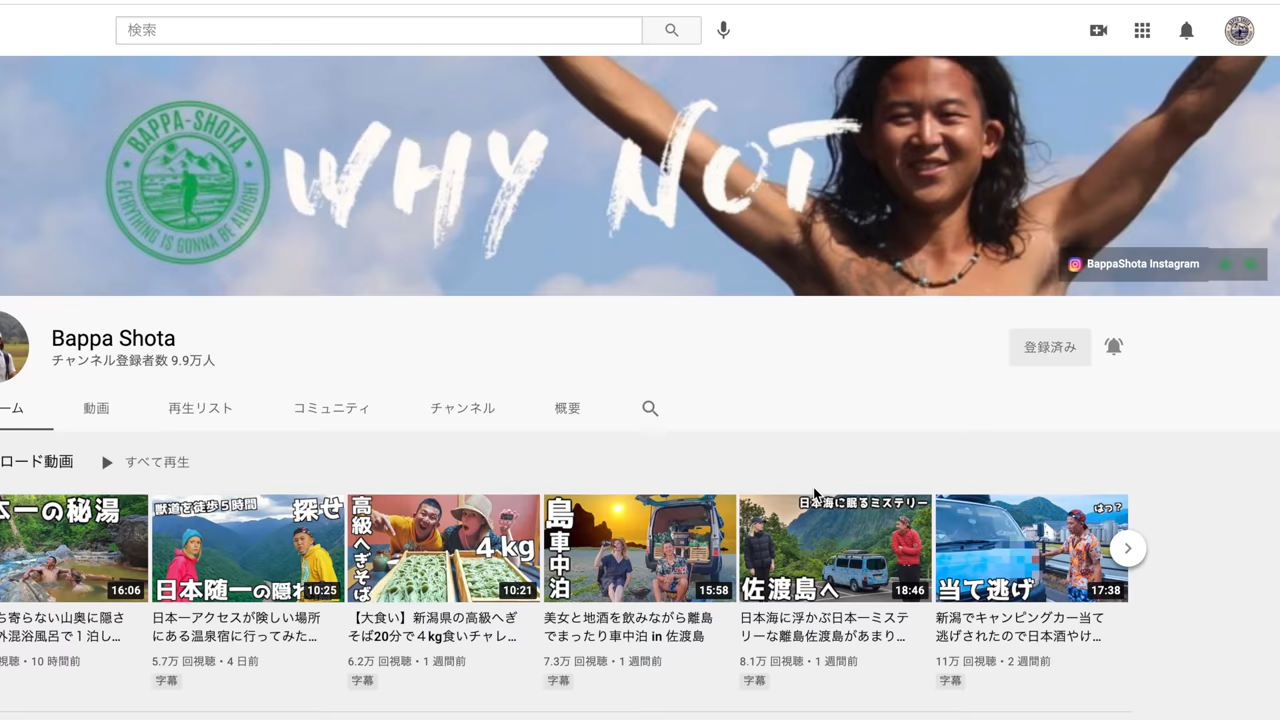 検索
BAPPA-SHOTA
EVERYTHING IS GONNA BE ALRIGHT
WHY NOT
BappaShota Instagram
Bappa Shota
チャンネル登録者数 9.9万人
登録済み
ーム
動画
再生リスト
コミュニティ
チャンネル
概要
ロード動画
すべて再生
本一の秘湯
16:06
獣道を徒歩5時間
探せ
日本随一の隠れ
10:25
高級へぎそば
4kg
10:21
島車中泊
15:58
日本海に眠るミステリー
佐渡島へ
18:46
はっ?
当て逃げ
17:38
ち寄らない山奥に隠さ
外混浴風呂で1泊し...
視聴・10 時間前
日本一アクセスが険しい場所
にある温泉宿に行ってみた...
5.7万 回視聴・4 日前
字幕
【大食い】新潟県の高級へぎ
そば20分で4kg食いチャレ...
6.2万 回視聴・1 週間前
字幕
美女と地酒を飲みながら離島
でまったり車中泊 in 佐渡島
7.3万 回視聴・1 週間前
字幕
日本海に浮かぶ日本一ミステ
リーな離島佐渡島があまり...
8.1万 回視聴・1 週間前
字幕
新潟でキャンピングカー当て
逃げされたので日本酒やけ...
11万 回視聴・2 週間前
字幕